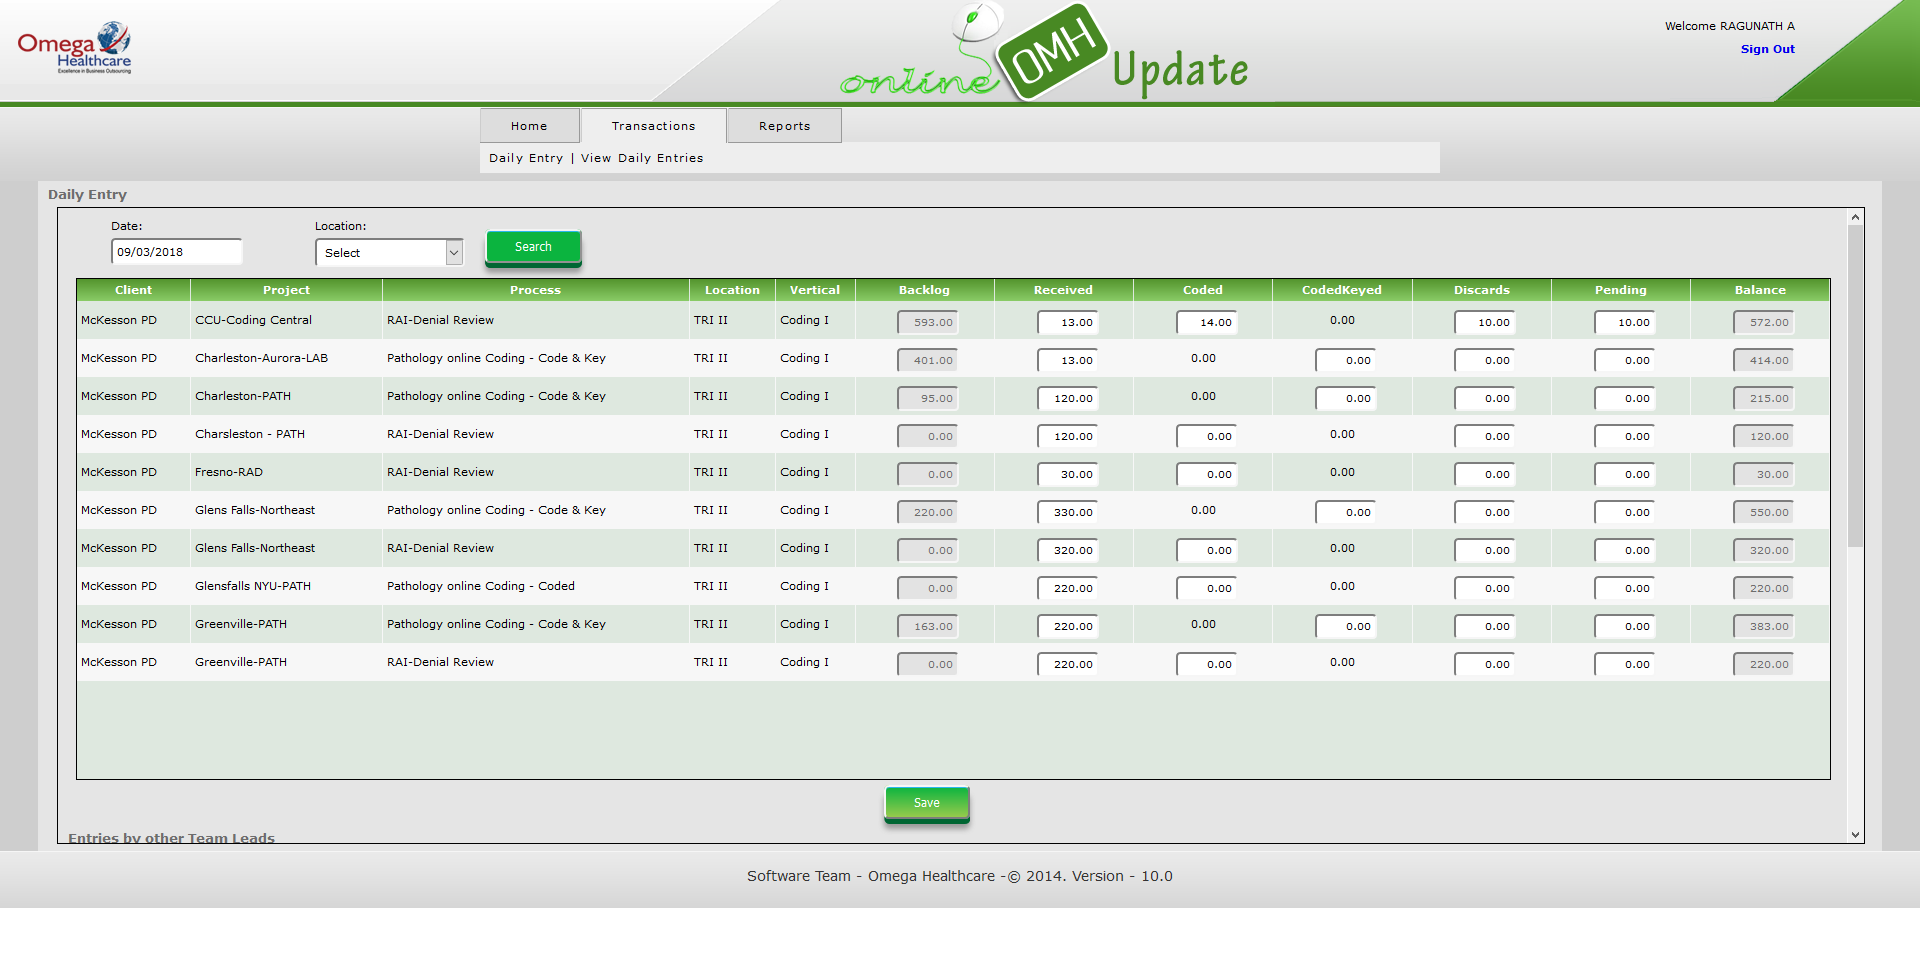 Omega
Healthcare
Excellence in Business Outsourcing
online OMH Update
Welcome RAGUNATH A
Sign Out
Home Transactions Reports
Daily Entry | View Daily Entries
Daily Entry
Date: Location:
09/03/2018 Select Search
Client Project Process Location Vertical Backlog Received Coded CodedKeyed Discards Pending Balance
McKesson PD CCU-Coding Central RAI-Denial Review TRI II Coding I 593.00 13.00 14.00 0.00 10.00 10.00 572.00
McKesson PD Charleston-Aurora-LAB Pathology online Coding - Code & Key TRI II Coding I 401.00 13.00 0.00 0.00 0.00 0.00 414.00
McKesson PD Charleston-PATH Pathology online Coding - Code & Key TRI II Coding I 95.00 120.00 0.00 0.00 0.00 0.00 215.00
McKesson PD Charsleston - PATH RAI-Denial Review TRI II Coding I 0.00 120.00 0.00 0.00 0.00 0.00 120.00
McKesson PD Fresno-RAD RAI-Denial Review TRI II Coding I 0.00 30.00 0.00 0.00 0.00 0.00 30.00
McKesson PD Glens Falls-Northeast Pathology online Coding - Code & Key TRI II Coding I 220.00 330.00 0.00 0.00 0.00 0.00 550.00
McKesson PD Glens Falls-Northeast RAI-Denial Review TRI II Coding I 0.00 320.00 0.00 0.00 0.00 0.00 320.00
McKesson PD Glensfalls NYU-PATH Pathology online Coding - Coded TRI II Coding I 0.00 220.00 0.00 0.00 0.00 0.00 220.00
McKesson PD Greenville-PATH Pathology online Coding - Code & Key TRI II Coding I 163.00 220.00 0.00 0.00 0.00 0.00 383.00
McKesson PD Greenville-PATH RAI-Denial Review TRI II Coding I 0.00 220.00 0.00 0.00 0.00 0.00 220.00
Save
Entries by other Team Leads
Software Team - Omega Healthcare -© 2014. Version - 10.0